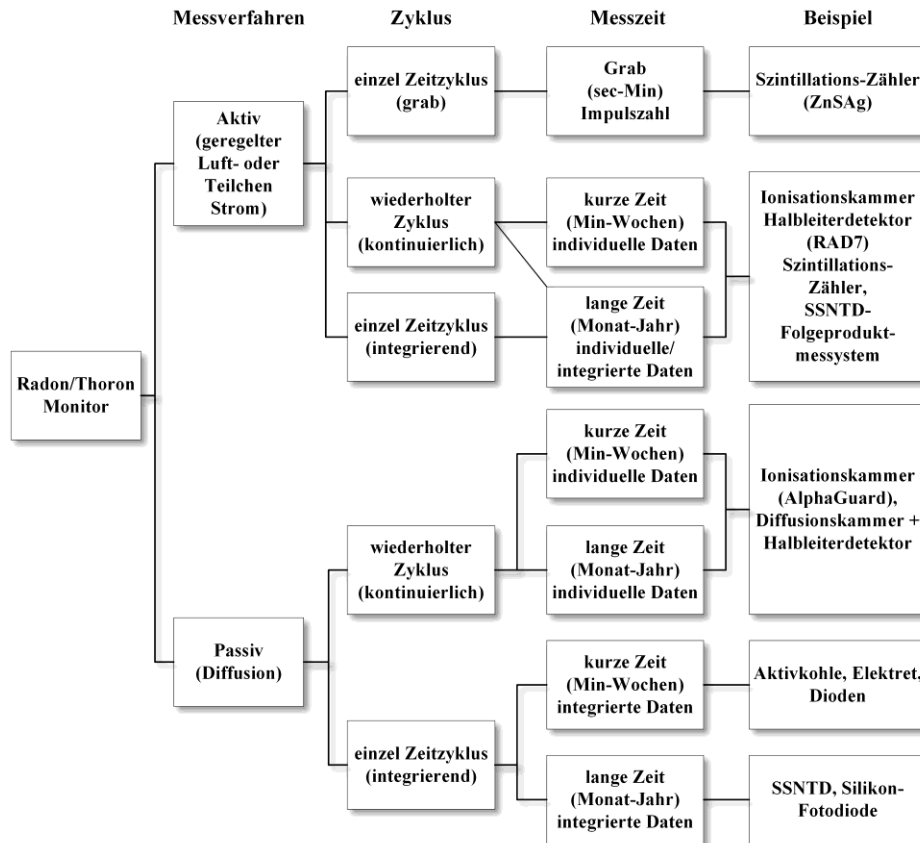 Messverfahren
Zyklus
Messzeit
Beispiel
einzel Zeitzyklus
(grab)
Grab
(sec-Min)
Impulszahl
Szintillations-Zähler
(ZnSAg)
Aktiv
(geregelter
Luft- oder
Teilchen
Strom)
wiederholter
Zyklus
(kontinuierlich)
kurze Zeit
(Min-Wochen)
individuelle Daten
Ionisationskammer
Halbleiterdetektor
(RAD7)
Szintillations-
Zähler,
SSNTD-
Folgeprodukt-
messystem
einzel Zeitzyklus
(integrierend)
lange Zeit
(Monat-Jahr)
individuelle/
integrierte Daten
Radon/Thoron
Monitor
kurze Zeit
(Min-Wochen)
individuelle Daten
Ionisationskammer
(AlphaGuard),
Diffusionskammer +
Halbleiterdetektor
wiederholter
Zyklus
(kontinuierlich)
lange Zeit
(Monat-Jahr)
individuelle Daten
Passiv
(Diffusion)
kurze Zeit
(Min-Wochen)
integrierte Daten
Aktivkohle, Elektret,
Dioden
einzel Zeitzyklus
(integrierend)
lange Zeit
(Monat-Jahr)
integrierte Daten
SSNTD, Silikon-
Fotodiode